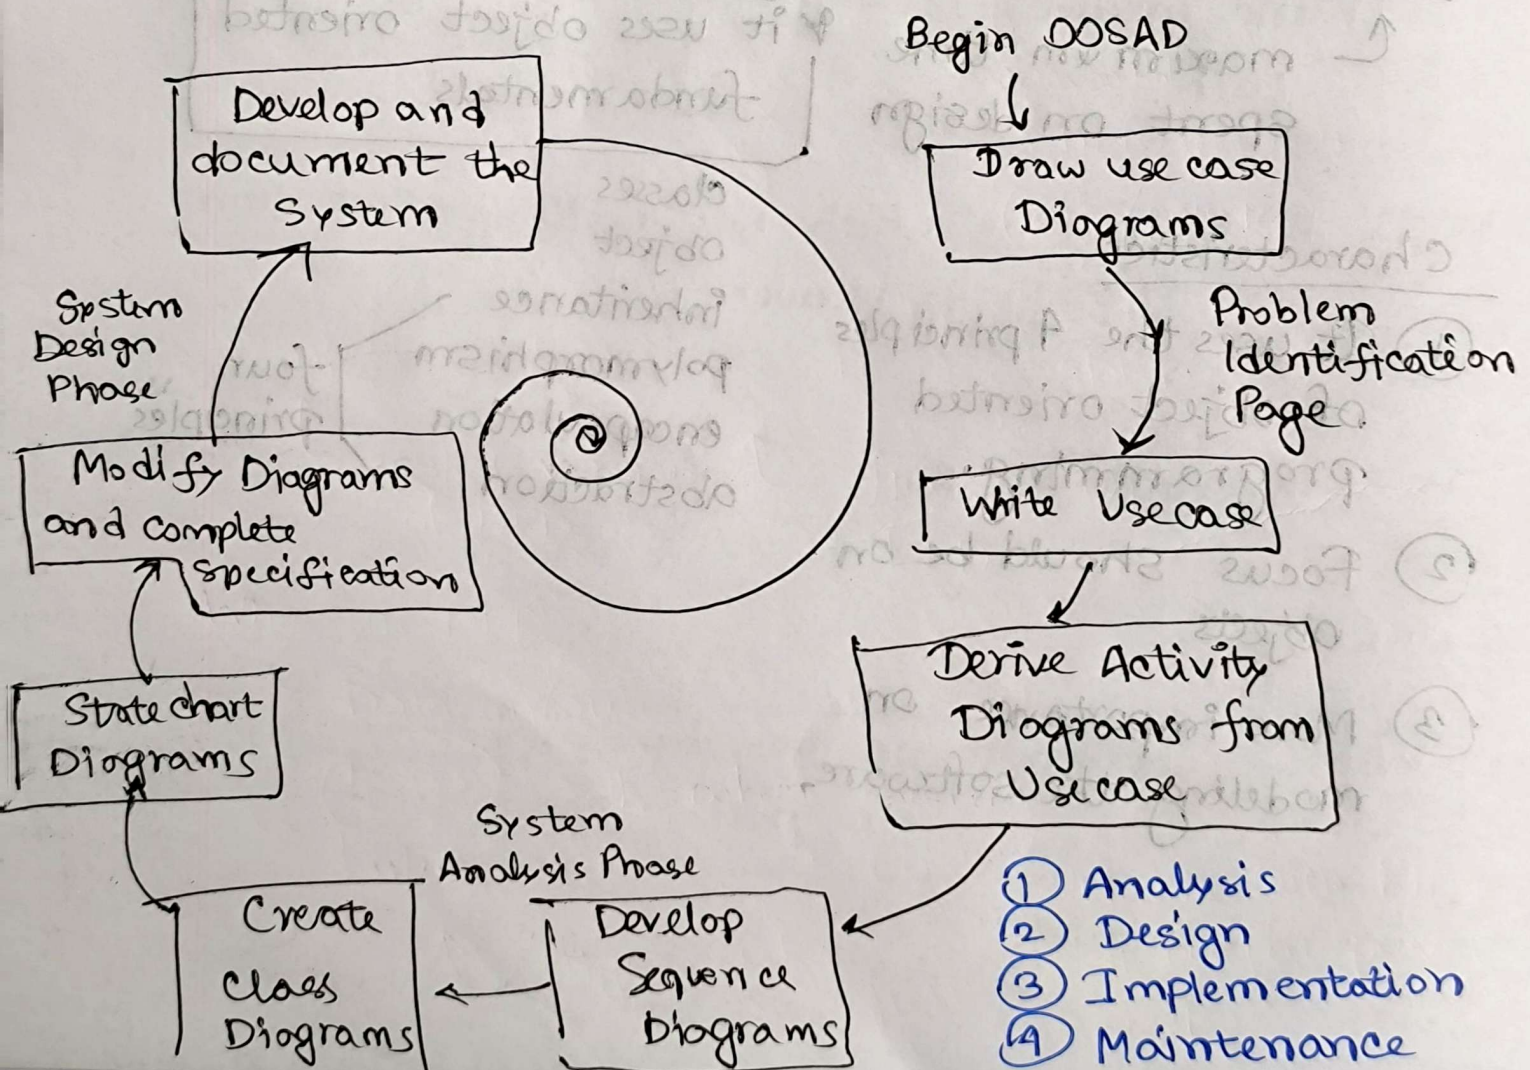 Begin OOSAD
Draw use case
Diagrams
Problem
Identification
Page
Write Usecase
Derive Activity
Diagrams from
Usecase
Develop
Sequence
Diagrams
System
Analysis Phase
Create
Class
Diagrams
State chart
Diagrams
Modify Diagrams
and complete
specification
System
Design
Phase
Develop and
document the
System
① Analysis
② Design
③ Implementation
④ Maintenance